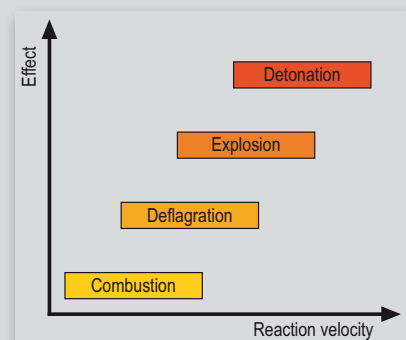 Effect
Detonation
Explosion
Deflagration
Combustion
Reaction velocity